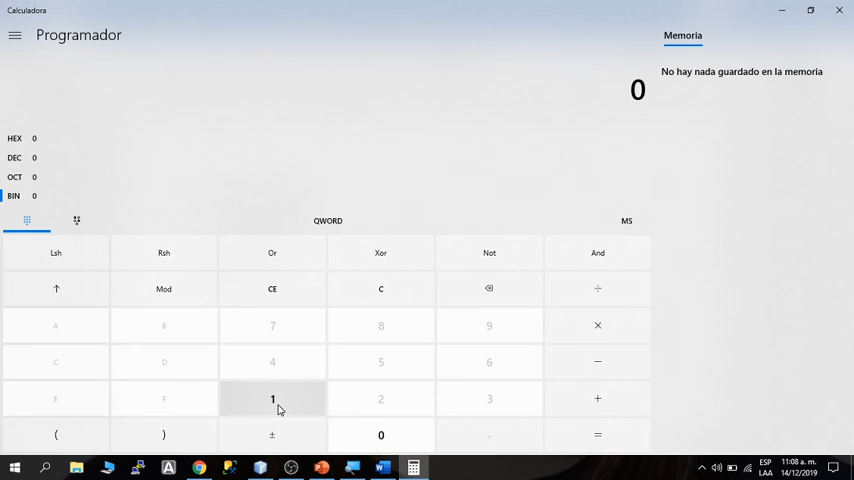 Calculadora
Programador
Memoria
No hay nada guardado en la memoria
0
HEX 0
DEC 0
OCT 0
BIN 0
QWORD MS
Lsh Rsh Or Xor Not And
↑ Mod CE C ⌫ ÷
A B 7 8 9 ×
C D 4 5 6 −
E F 1 2 3 +
( ) ± 0 , =
ESP 11:08 a. m.
LAA 14/12/2019